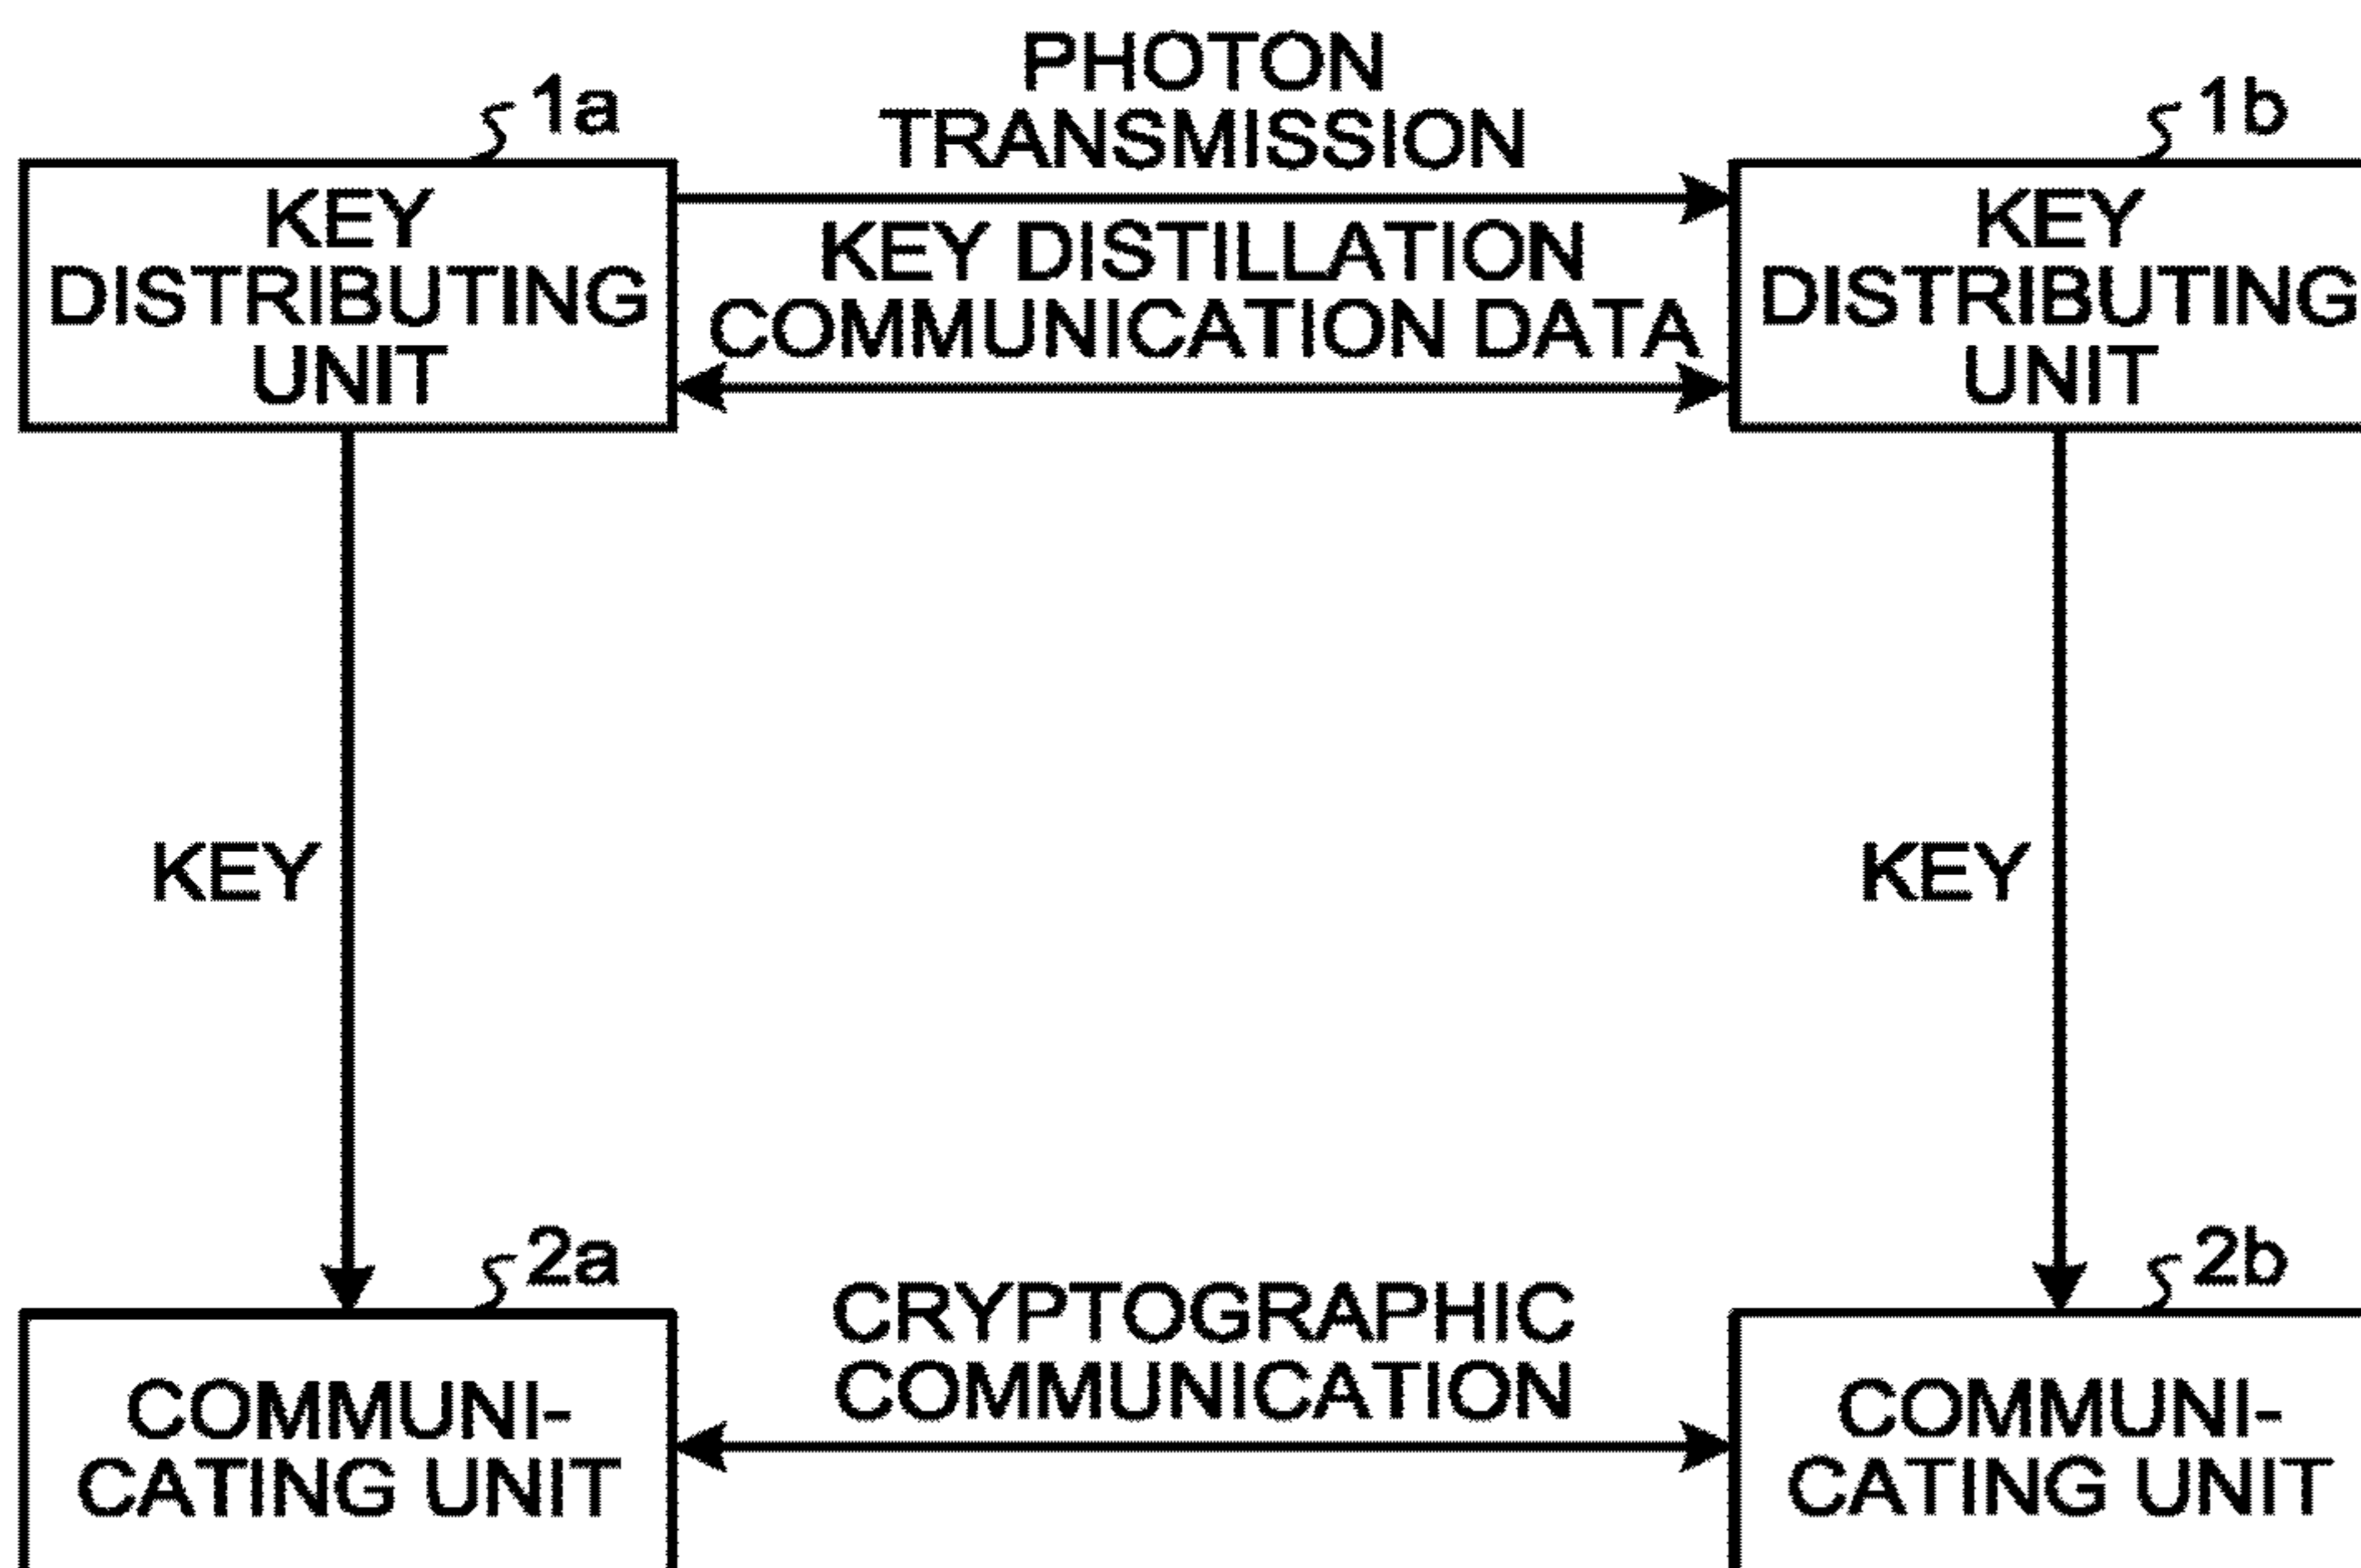 PHOTON
TRANSMISSION
1a
1b
KEY
DISTRIBUTING
UNIT
KEY DISTILLATION
COMMUNICATION DATA
KEY
DISTRIBUTING
UNIT
KEY
KEY
2a
2b
CRYPTOGRAPHIC
COMMUNICATION
COMMUNI-
CATING UNIT
COMMUNI-
CATING UNIT